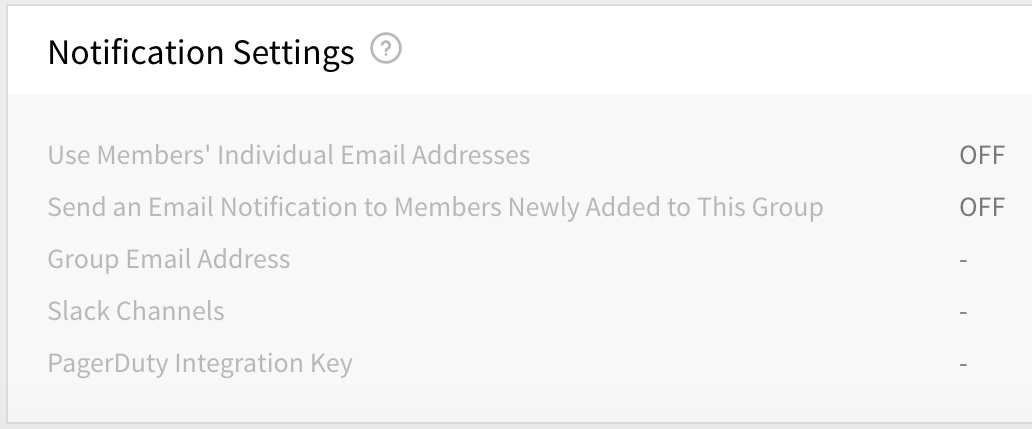 Notification Settings ?
Use Members' Individual Email Addresses OFF
Send an Email Notification to Members Newly Added to This Group OFF
Group Email Address -
Slack Channels -
PagerDuty Integration Key -